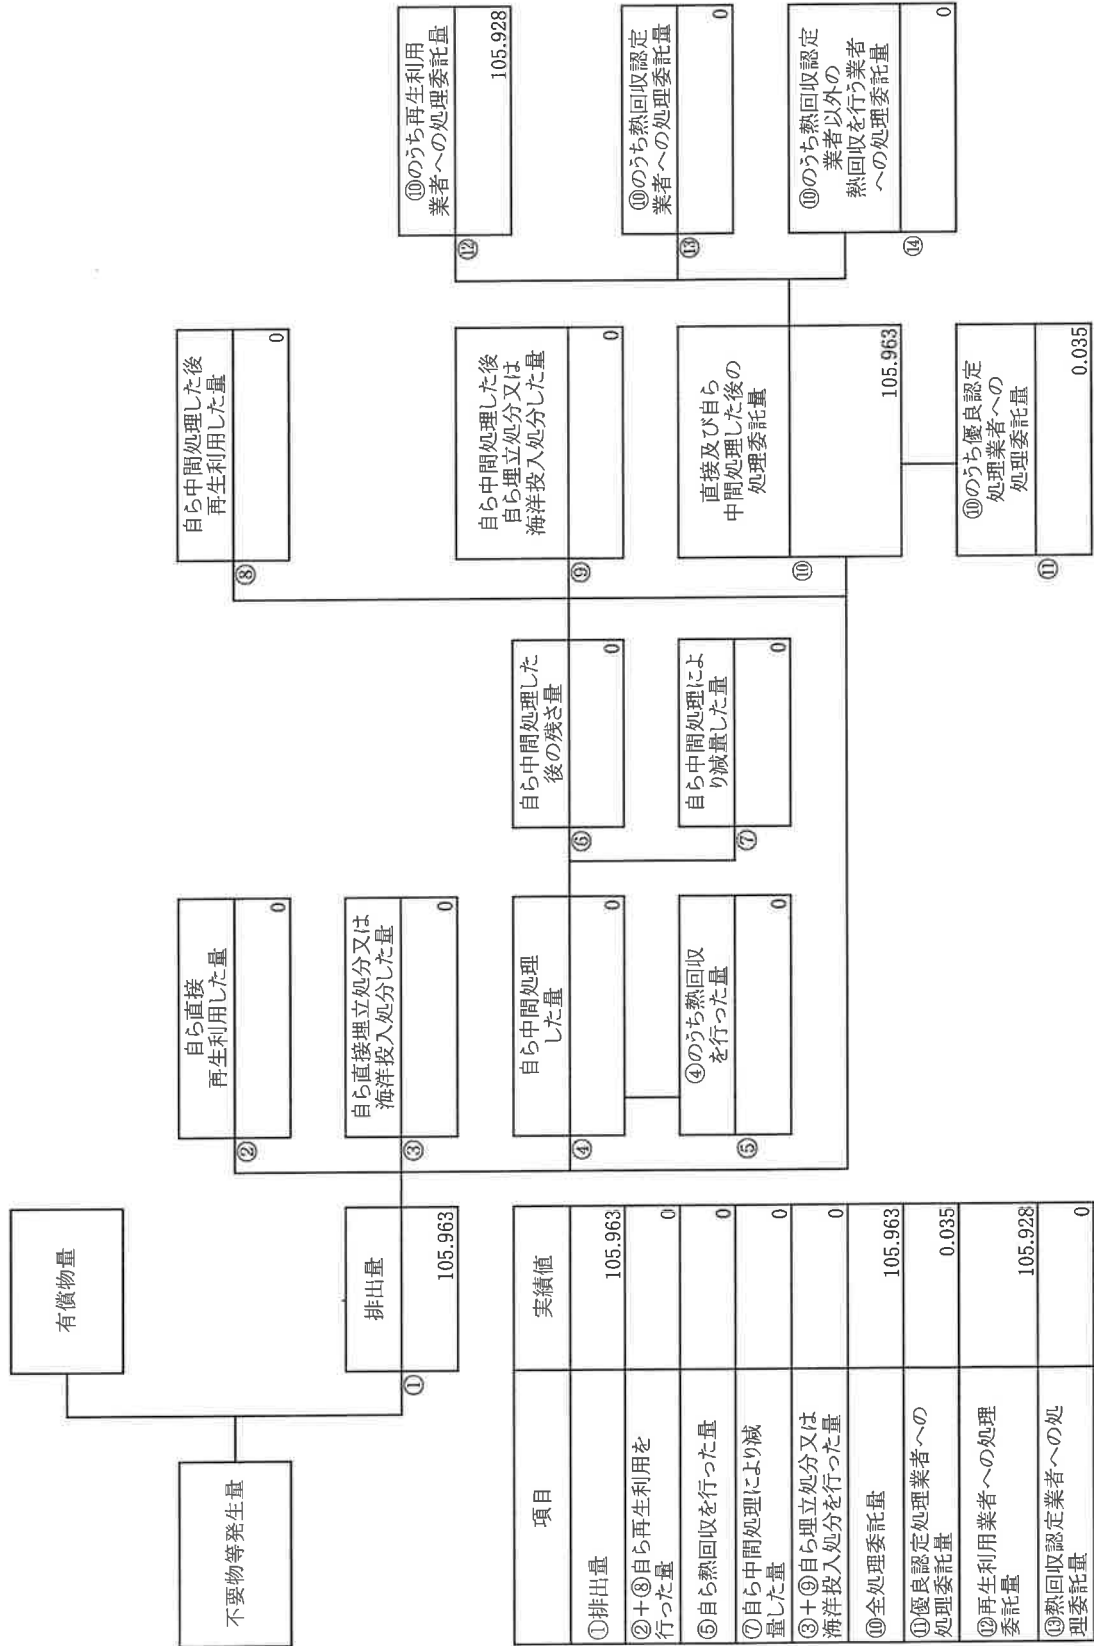 有償物量
不要物等発生量
排出量
①
105.963
自ら直接
再生利用した量
②
0
自ら直接埋立処分又は
海洋投入処分した量
③
0
自ら中間処理
した量
④
0
④のうち熱回収
を行った量
⑤
0
自ら中間処理した
後の残さ量
⑥
0
自ら中間処理によ
り減量した量
⑦
0
自ら中間処理した後
再生利用した量
⑧
0
自ら中間処理した後
自ら埋立処分又は
海洋投入処分した量
⑨
0
直接及び自ら
中間処理した後の
処理委託量
⑩
105.963
⑩のうち優良認定
処理業者への
処理委託量
⑪
0.035
⑩のうち再生利用
業者への処理委託量
⑫
105.928
⑩のうち熱回収認定
業者への処理委託量
⑬
0
⑩のうち熱回収認定
業者以外の
熱回収を行う業者
への処理委託量
⑭
0
項目 実績値
①排出量 105.963
②+⑧自ら再生利用を
行った量 0
⑤自ら熱回収を行った量 0
⑦自ら中間処理により減
量した量 0
③+⑨自ら埋立処分又は
海洋投入処分を行った量 0
⑩全処理委託量 105.963
⑪優良認定処理業者への
処理委託量 0.035
⑫再生利用業者への処理
委託量 105.928
⑬熱回収認定業者への処
理委託量 0